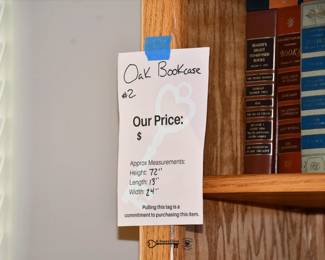 Oak Bookcase
#2
Our Price:
$
Approx Measurements:
Height: 72"
Length: 13"
Width: 24"
Pulling this tag is a
commitment to purchasing this item.